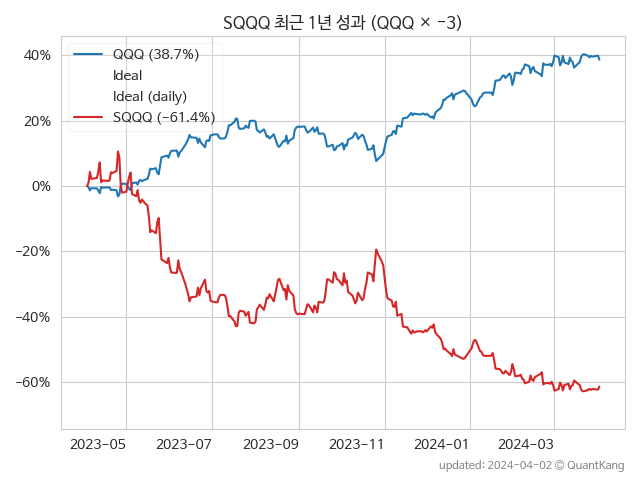 SQQQ 최근 1년 성과 (QQQ × −3)
QQQ (38.7%)
Ideal
Ideal (daily)
SQQQ (−61.4%)
40%
20%
0%
−20%
−40%
−60%
2023−05 2023−07 2023−09 2023−11 2024−01 2024−03
updated: 2024−04−02 © QuantKang